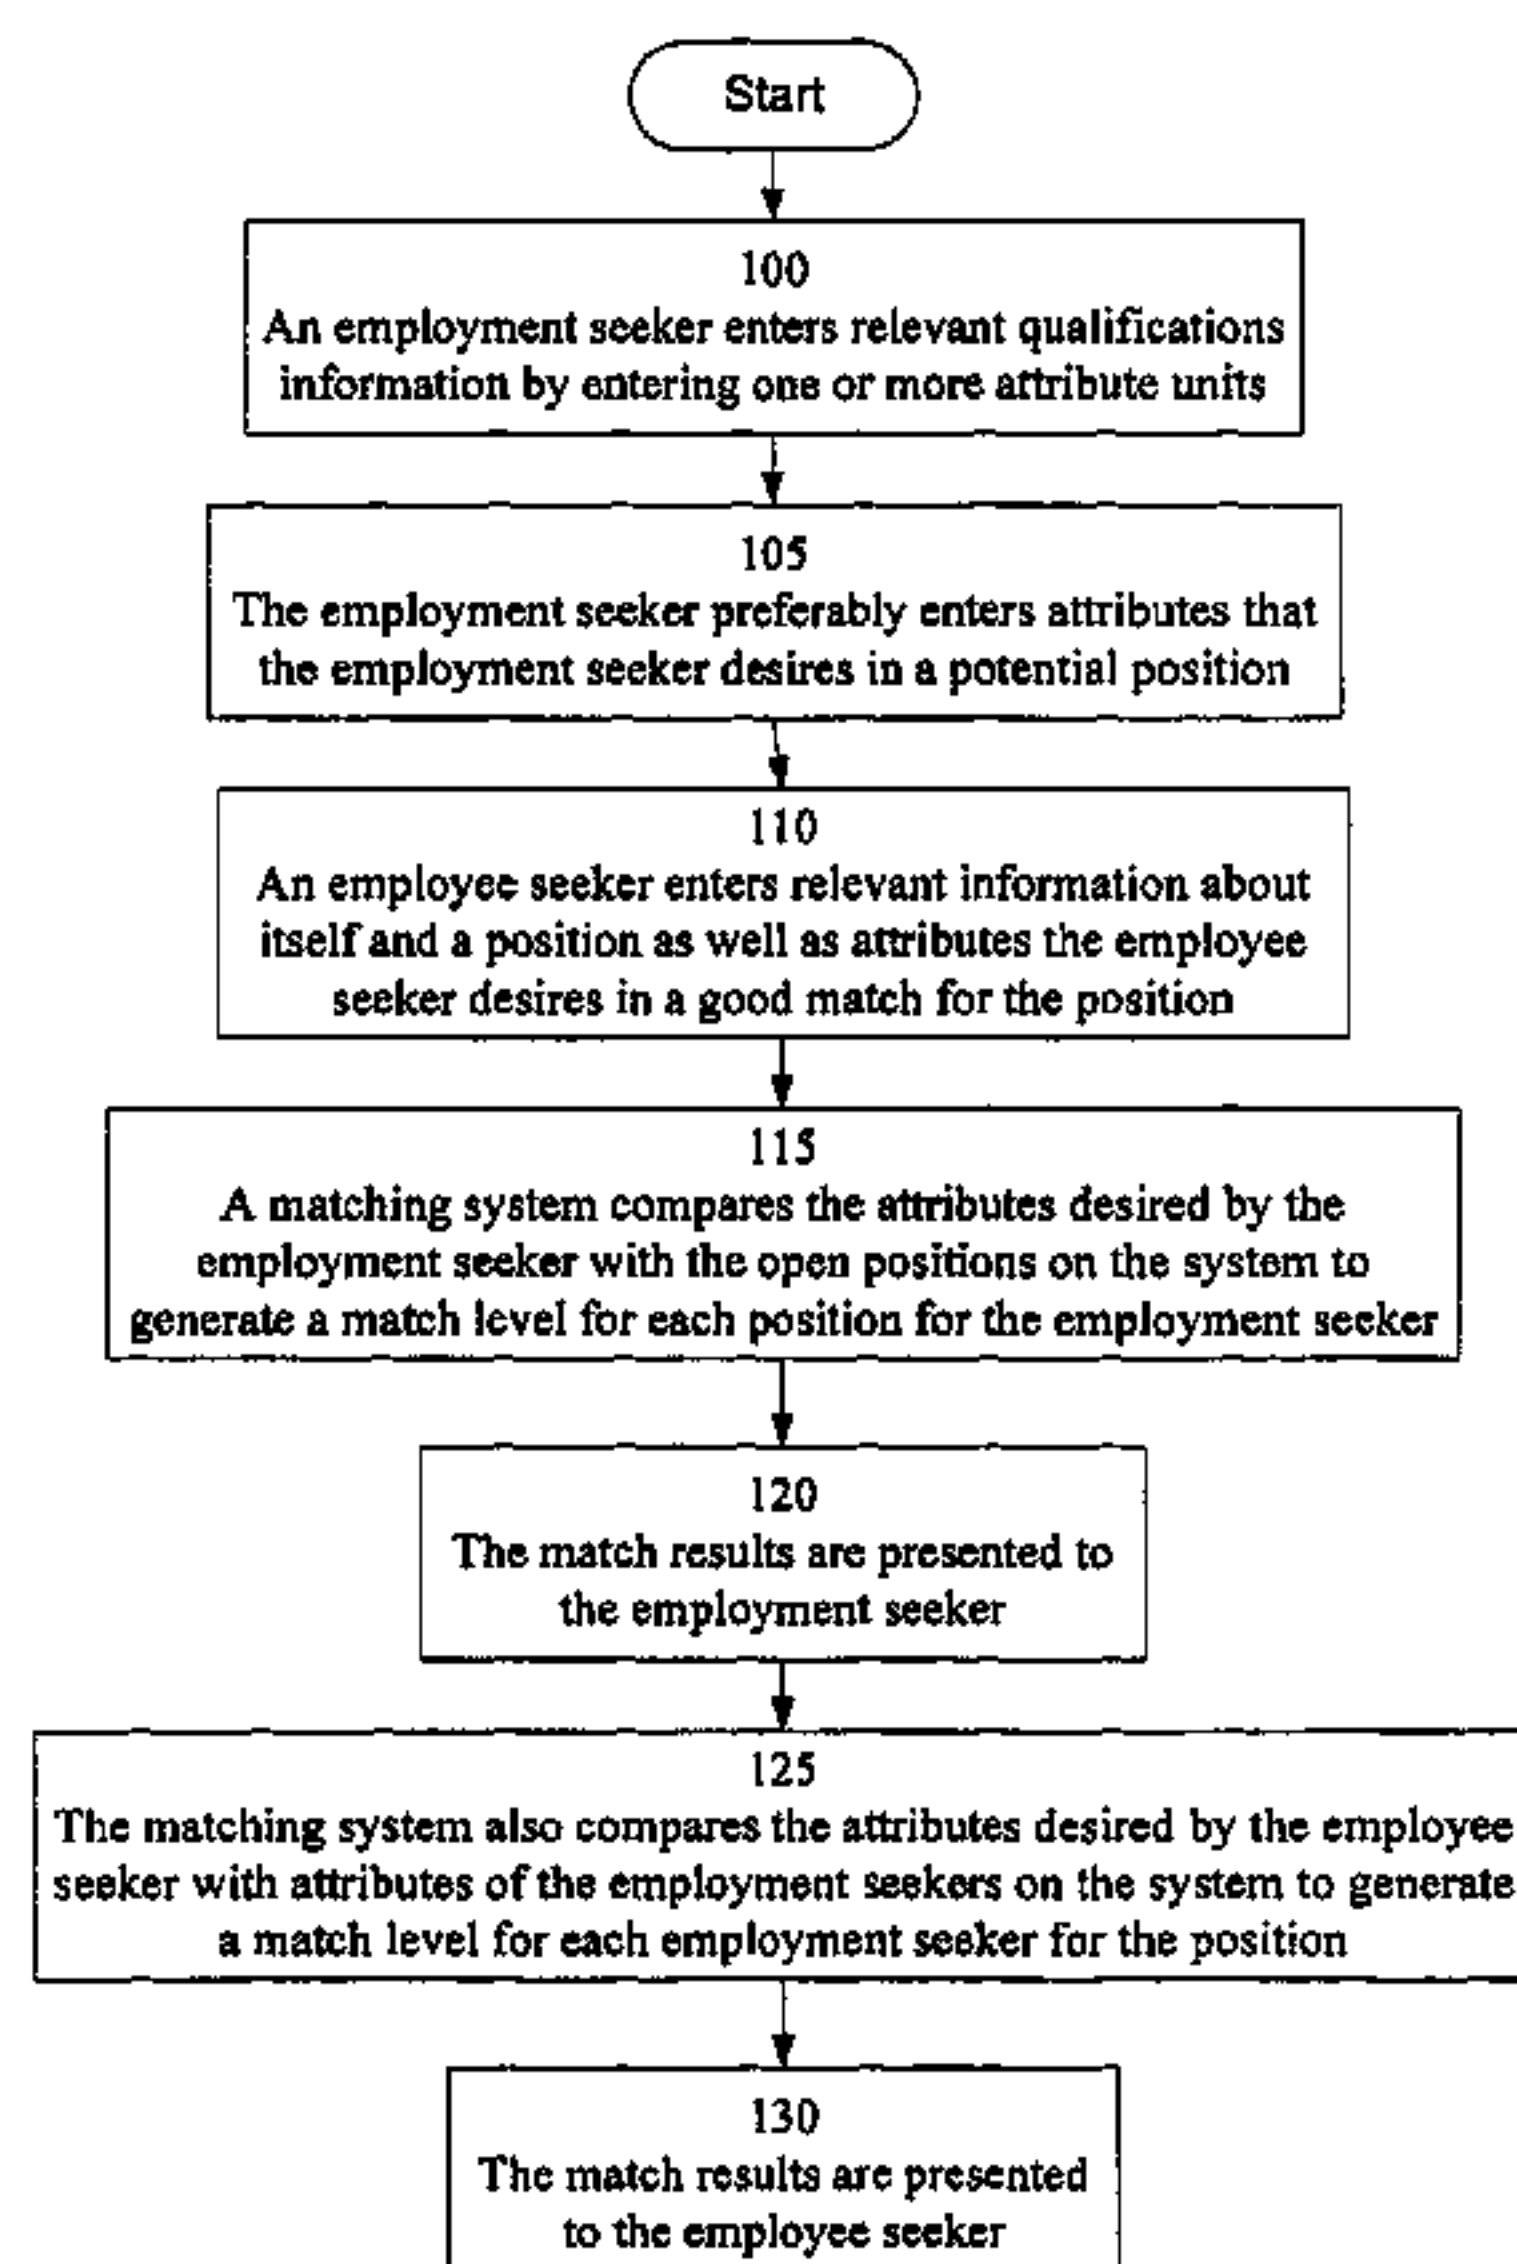 Start
100
An employment seeker enters relevant qualifications
information by entering one or more attribute units
105
The employment seeker preferably enters attributes that
the employment seeker desires in a potential position
110
An employee seeker enters relevant information about
itself and a position as well as attributes the employee
seeker desires in a good match for the position
115
A matching system compares the attributes desired by the
employment seeker with the open positions on the system to
generate a match level for each position for the employment seeker
120
The match results are presented to
the employment seeker
125
The matching system also compares the attributes desired by the employee
seeker with attributes of the employment seekers on the system to generate
a match level for each employment seeker for the position
130
The match results are presented
to the employee seeker